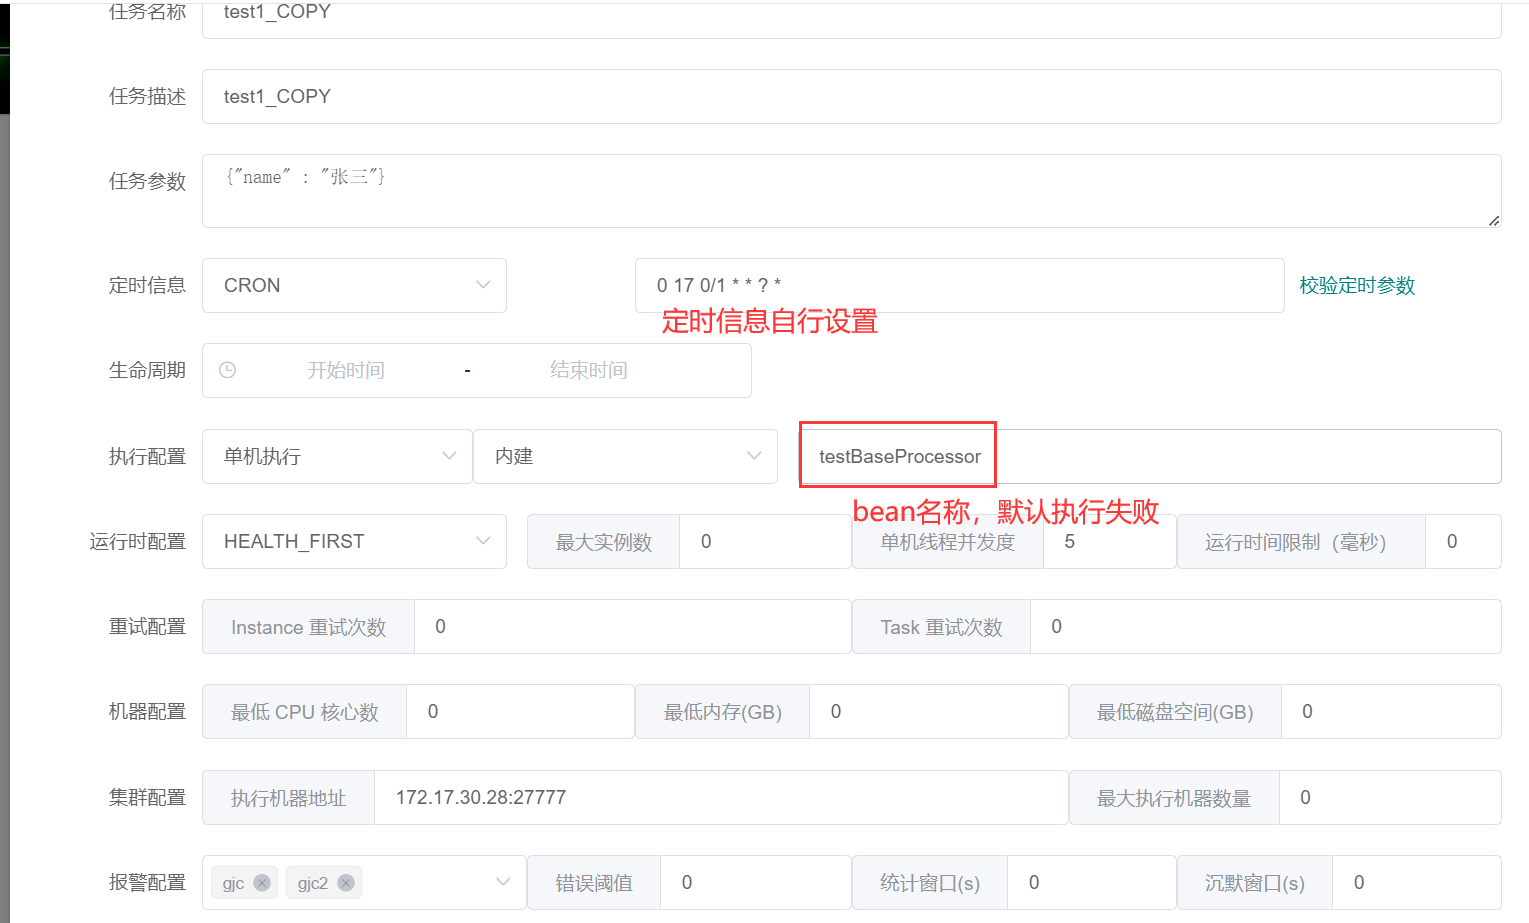 任务名称 test1_COPY
任务描述 test1_COPY
任务参数 {"name" : "张三"}
定时信息 CRON 0 17 0/1 * * ? * 校验定时参数
定时信息自行设置
生命周期 开始时间 - 结束时间
执行配置 单机执行 内建 testBaseProcessor
bean名称，默认执行失败
运行时配置 HEALTH_FIRST 最大实例数 0 单机线程并发度 5 运行时间限制（毫秒） 0
重试配置 Instance 重试次数 0 Task 重试次数 0
机器配置 最低 CPU 核心数 0 最低内存(GB) 0 最低磁盘空间(GB) 0
集群配置 执行机器地址 172.17.30.28:27777 最大执行机器数量 0
报警配置 gjc gjc2 错误阈值 0 统计窗口(s) 0 沉默窗口(s) 0